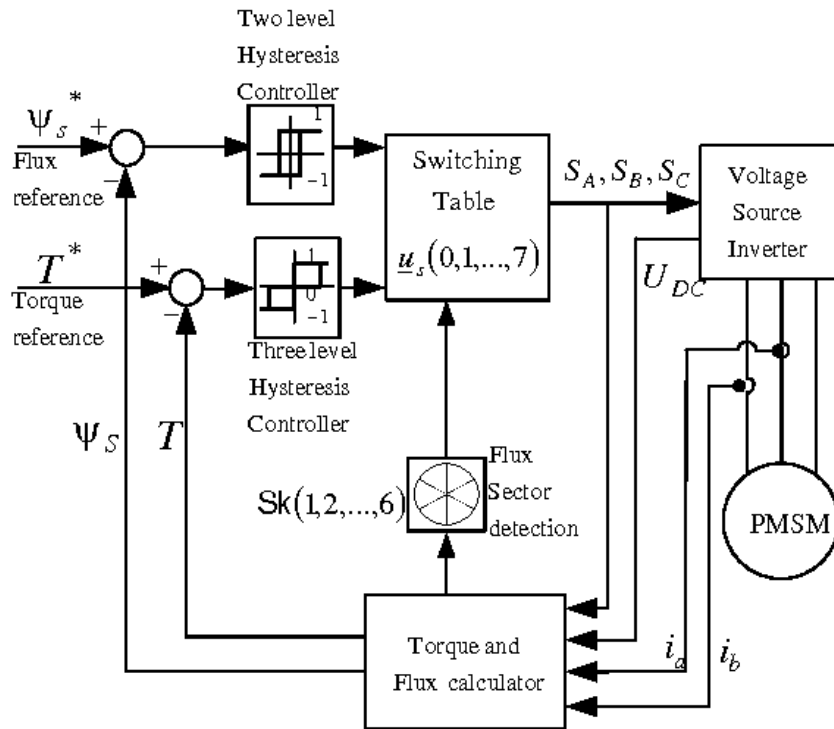 Two level
Hysteresis
Controller
1
-1
Ψs*
+
−
Flux
reference
Switching
Table
u̲s(0,1,...,7)
SA, SB, SC
Voltage
Source
Inverter
UDC
T*
+
−
Torque
reference
1
0
-1
Three level
Hysteresis
Controller
ΨS
T
Sk(1,2,...,6)
Flux
Sector
detection
PMSM
Torque and
Flux calculator
ia
ib